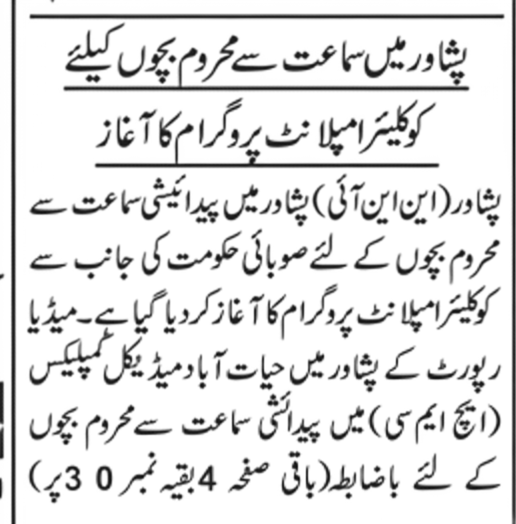 پشاور میں سماعت سے محروم بچوں کیلئے
کوکلیئر امپلانٹ پروگرام کا آغاز
پشاور (این این آئی) پشاور میں پیدائیشی سماعت سے
محروم بچوں کے لئے صوبائی حکومت کی جانب سے
کوکلیئر امپلانٹ پروگرام کا آغاز کر دیا گیا ہے۔ میڈیا
رپورٹ کے پشاور میں حیات آباد میڈیکل کمپلیکس
(ایچ ایم سی) میں پیدائشی سماعت سے محروم بچوں
کے لئے باضابطہ (باقی صفحہ 4 بقیہ نمبر 30 پر)